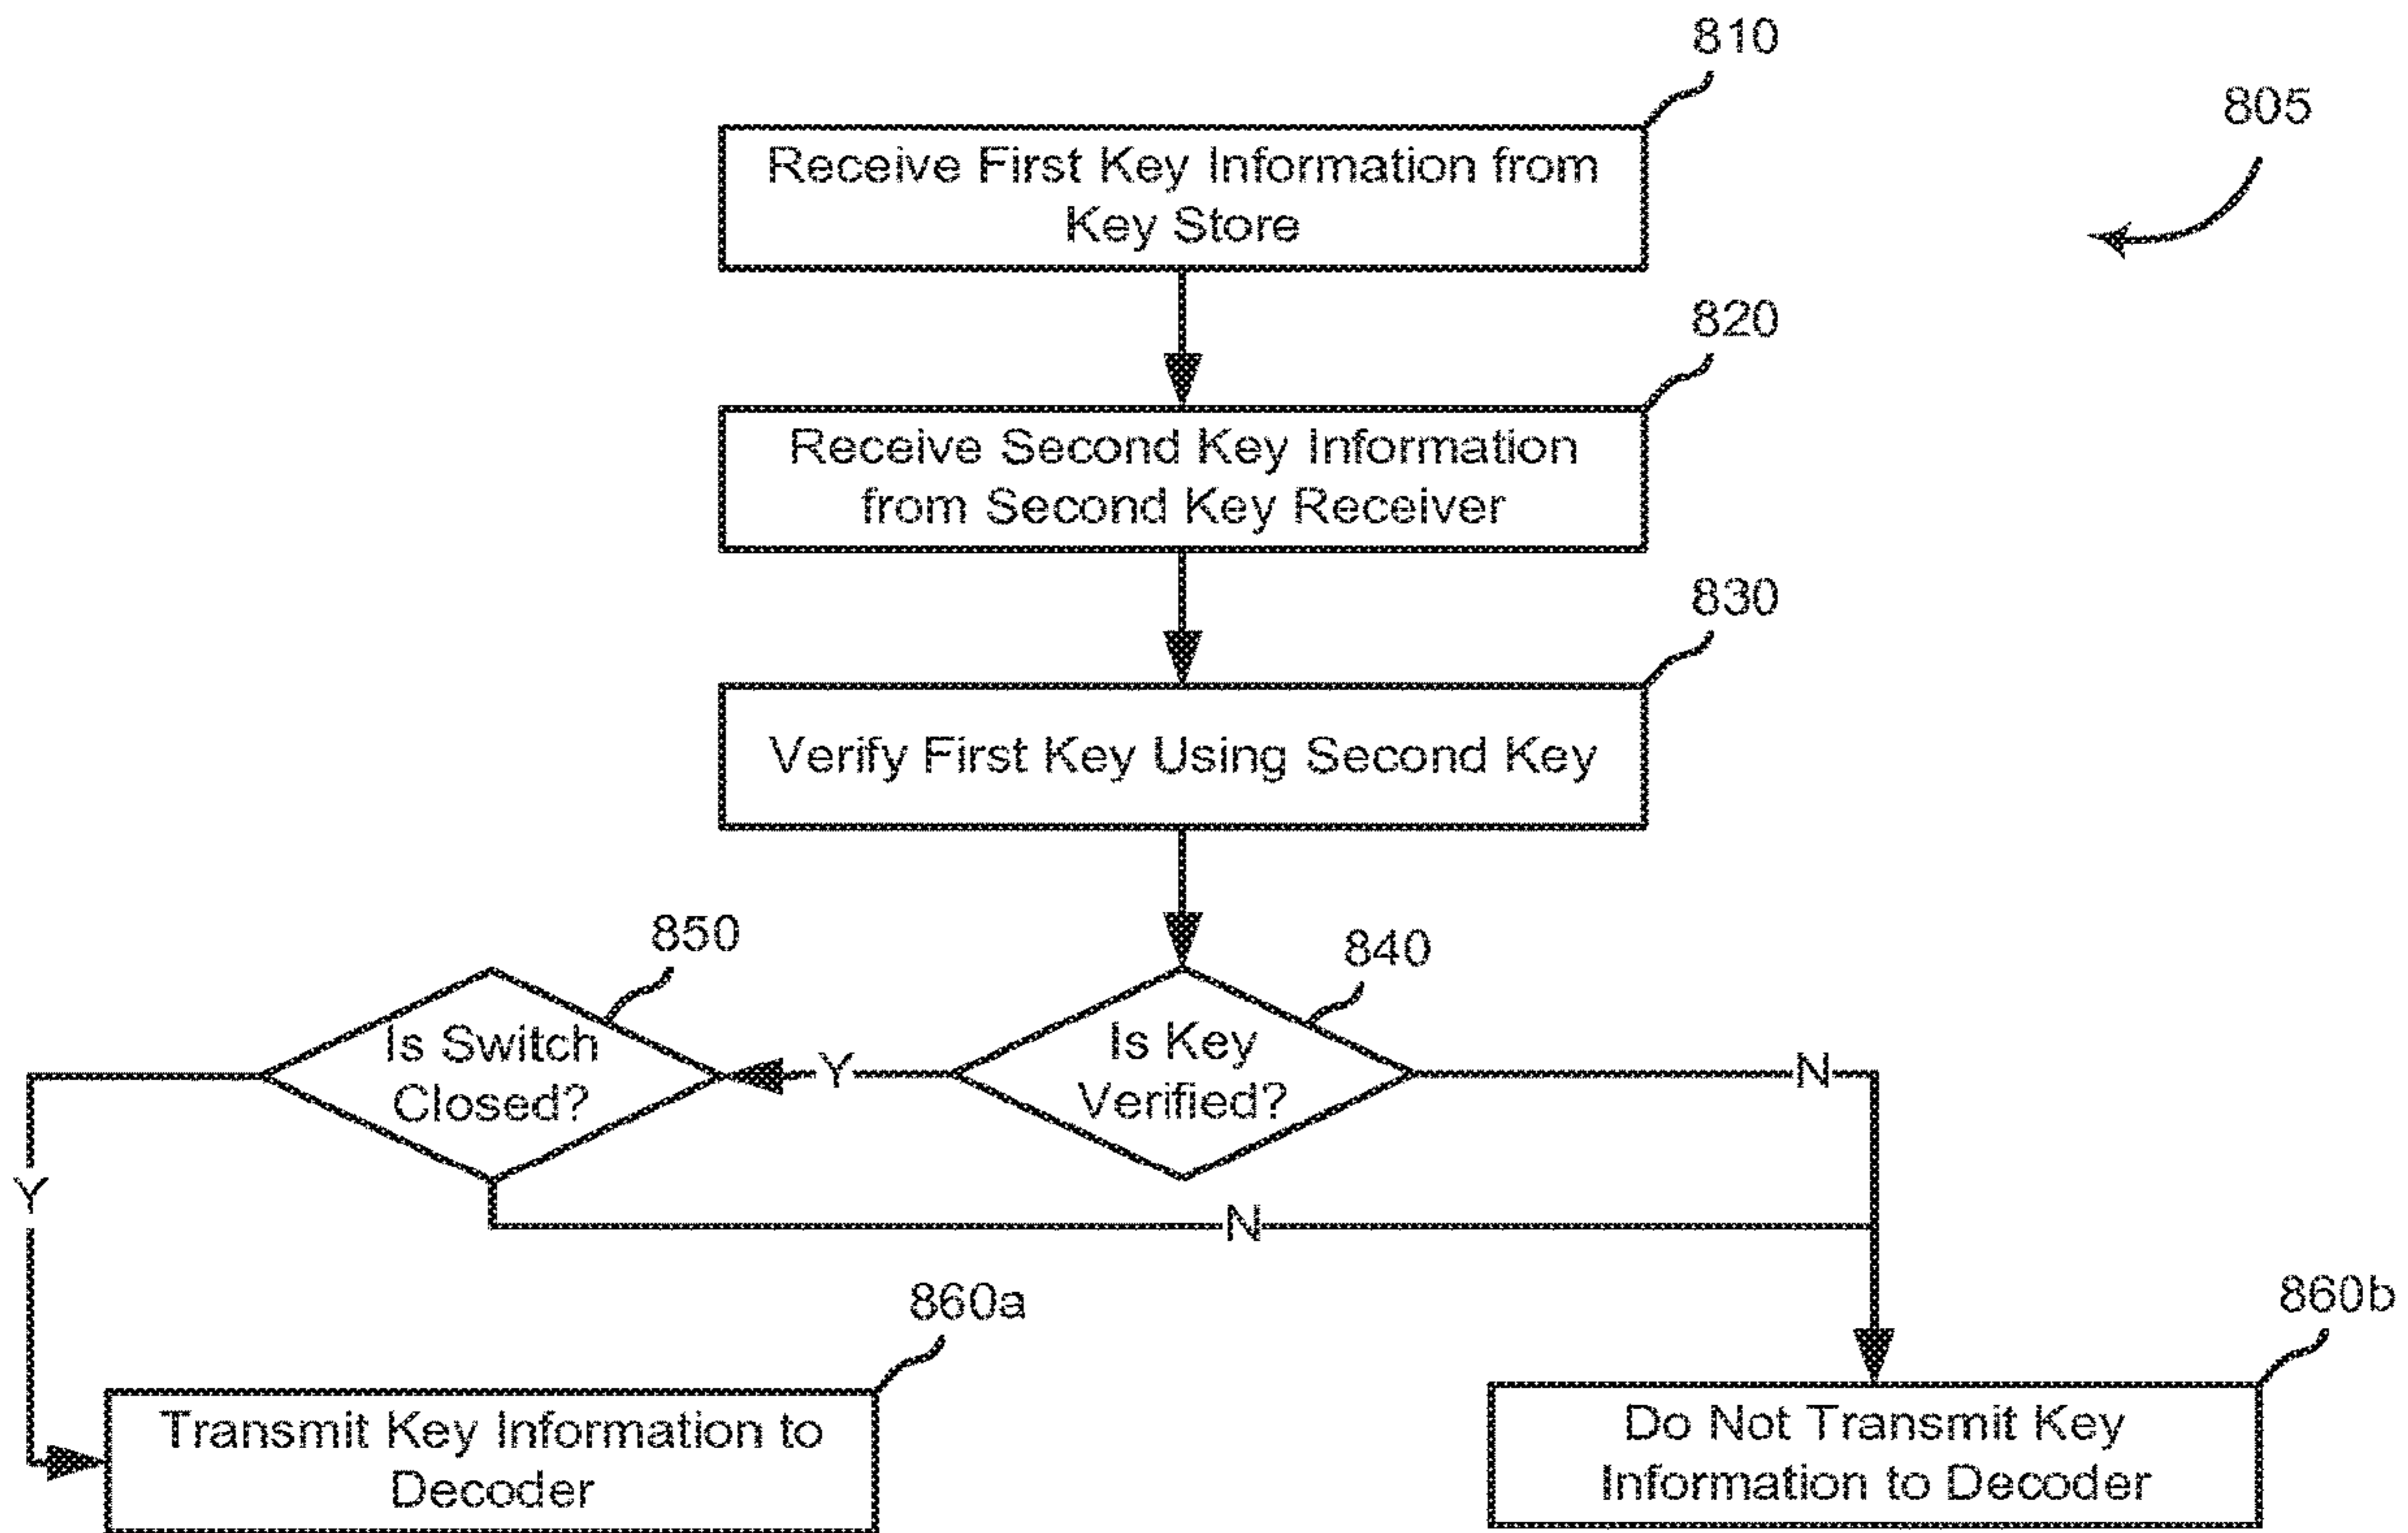 810
805
Receive First Key Information from
Key Store
820
Receive Second Key Information
from Second Key Receiver
830
Verify First Key Using Second Key
850
840
Is Switch
Closed?
Y
Is Key
Verified?
N
Y
N
860a
860b
Transmit Key Information to
Decoder
Do Not Transmit Key
Information to Decoder